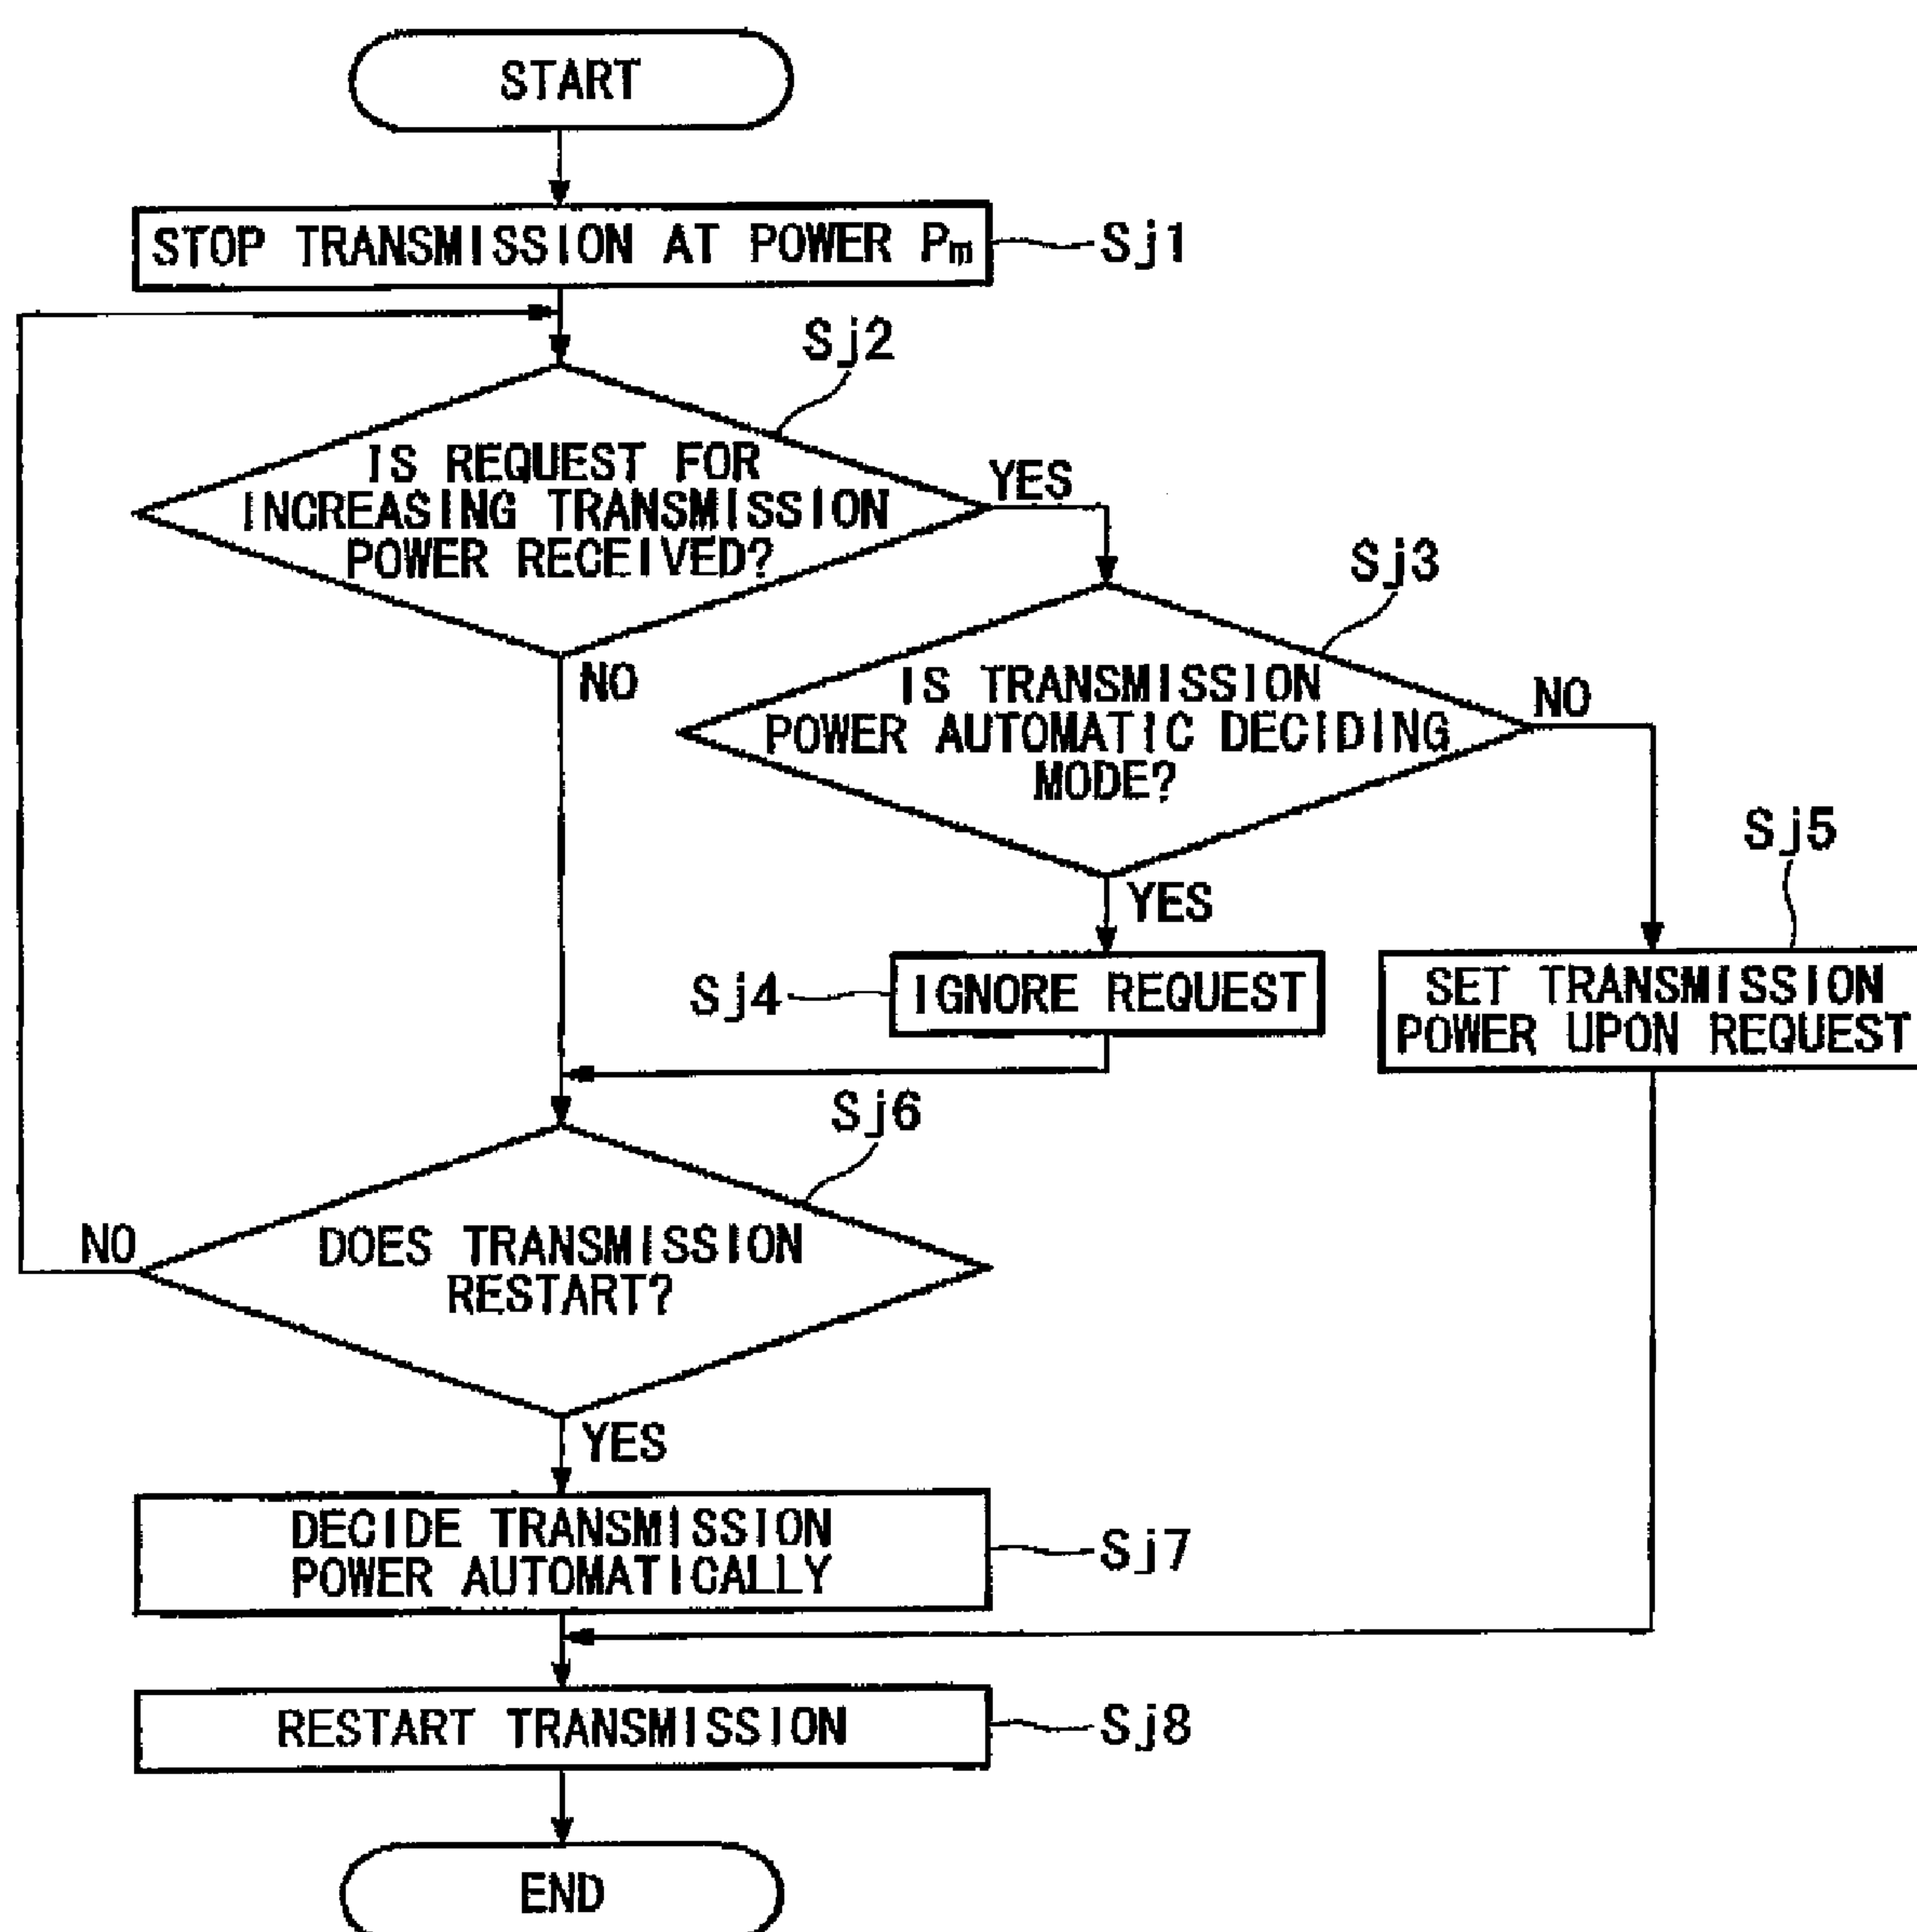 START
STOP TRANSMISSION AT POWER Pm
Sj1
Sj2
IS REQUEST FOR
INCREASING TRANSMISSION
POWER RECEIVED?
YES
NO
Sj3
IS TRANSMISSION
POWER AUTOMATIC DECIDING
MODE?
NO
YES
Sj4
IGNORE REQUEST
Sj5
SET TRANSMISSION
POWER UPON REQUEST
Sj6
DOES TRANSMISSION
RESTART?
NO
YES
DECIDE TRANSMISSION
POWER AUTOMATICALLY
Sj7
RESTART TRANSMISSION
Sj8
END